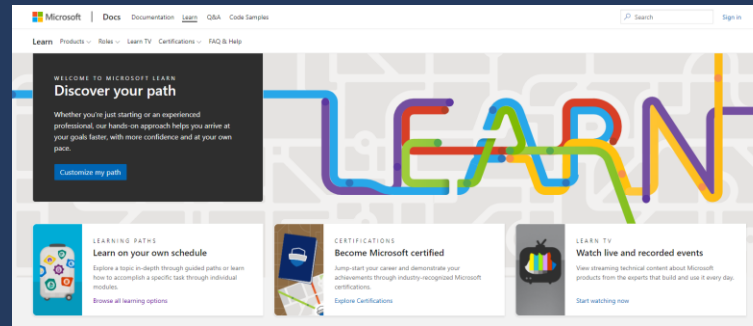 Microsoft | Docs Documentation Learn Q&A Code Samples Search Sign in
Learn Products Roles Learn TV Certifications FAQ & Help
WELCOME TO MICROSOFT LEARN
Discover your path
Whether you're just starting or an experienced
professional, our hands-on approach helps you arrive at
your goals faster, with more confidence and at your own
pace.
Customize my path
LEARN
LEARNING PATHS
Learn on your own schedule
Explore a topic in-depth through guided paths or learn
how to accomplish a specific task through individual
modules.
Browse all learning options
CERTIFICATIONS
Become Microsoft certified
Jump-start your career and demonstrate your
achievements through industry-recognized Microsoft
certifications.
Explore Certifications
LEARN TV
Watch live and recorded events
View streaming technical content about Microsoft
products from the experts that build and use it every day.
Start watching now